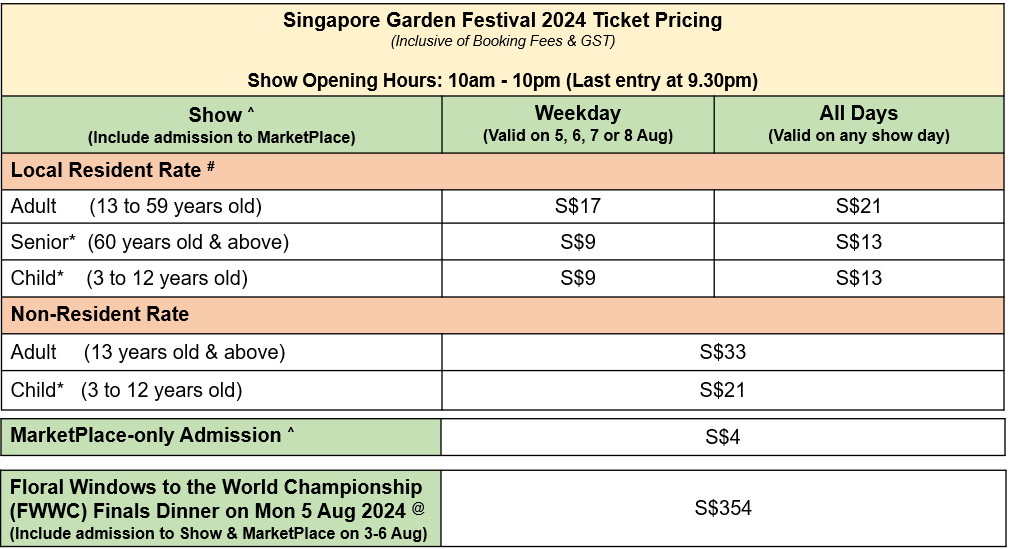 Singapore Garden Festival 2024 Ticket Pricing
(Inclusive of Booking Fees & GST)
Show Opening Hours: 10am - 10pm (Last entry at 9.30pm)
Show ^ Weekday All Days
(Include admission to MarketPlace) (Valid on 5, 6, 7 or 8 Aug) (Valid on any show day)
Local Resident Rate #
Adult (13 to 59 years old) S$17 S$21
Senior* (60 years old & above) S$9 S$13
Child* (3 to 12 years old) S$9 S$13
Non-Resident Rate
Adult (13 years old & above) S$33
Child* (3 to 12 years old) S$21
MarketPlace-only Admission ^ S$4
Floral Windows to the World Championship
(FWWC) Finals Dinner on Mon 5 Aug 2024 @ S$354
(Include admission to Show & MarketPlace on 3-6 Aug)